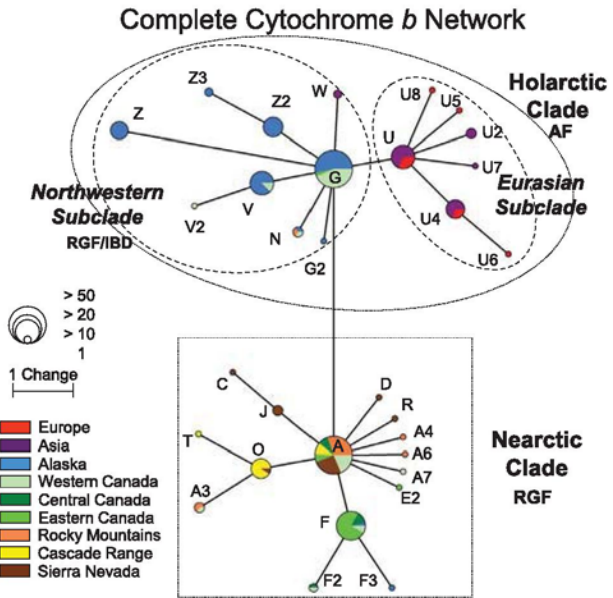 Complete Cytochrome b Network
Z3
Z
Z2
W
U8
U5
Holarctic
Clade
AF
U
U2
G
U7
Eurasian
Subclade
Northwestern
Subclade
RGF/IBD
V
V2
N
G2
U4
U6
> 50
> 20
> 10
1
1 Change
C
D
J
R
A4
T
O
A
A6
A7
E2
A3
F
F2
F3
Nearctic
Clade
RGF
Europe
Asia
Alaska
Western Canada
Central Canada
Eastern Canada
Rocky Mountains
Cascade Range
Sierra Nevada